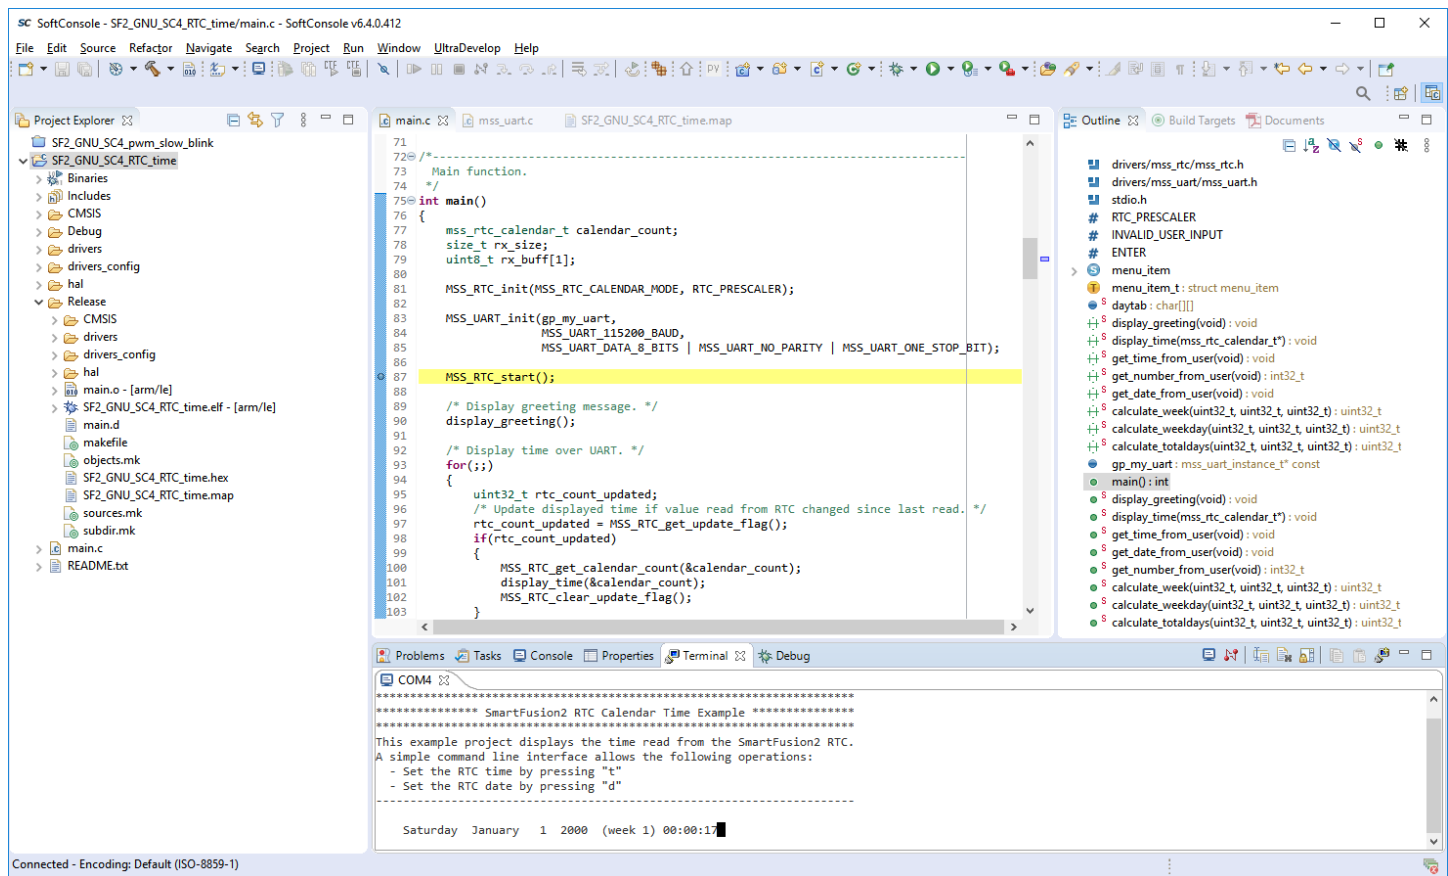 SC SoftConsole - SF2_GNU_SC4_RTC_time/main.c - SoftConsole v6.4.0.412
File Edit Source Refactor Navigate Search Project Run Window UltraDevelop Help
Project Explorer
SF2_GNU_SC4_pwm_slow_blink
SF2_GNU_SC4_RTC_time
Binaries
Includes
CMSIS
Debug
drivers
drivers_config
hal
Release
CMSIS
drivers
drivers_config
hal
main.o - [arm/le]
SF2_GNU_SC4_RTC_time.elf - [arm/le]
main.d
makefile
objects.mk
SF2_GNU_SC4_RTC_time.hex
SF2_GNU_SC4_RTC_time.map
sources.mk
subdir.mk
main.c
README.txt
main.c mss_uart.c SF2_GNU_SC4_RTC_time.map
71
72 /*-----------------------------------------------------------------------------
73 Main function.
74 */
75 int main()
76 {
77 mss_rtc_calendar_t calendar_count;
78 size_t rx_size;
79 uint8_t rx_buff[1];
80
81 MSS_RTC_init(MSS_RTC_CALENDAR_MODE, RTC_PRESCALER);
82
83 MSS_UART_init(gp_my_uart,
84 MSS_UART_115200_BAUD,
85 MSS_UART_DATA_8_BITS | MSS_UART_NO_PARITY | MSS_UART_ONE_STOP_BIT);
86
87 MSS_RTC_start();
88
89 /* Display greeting message. */
90 display_greeting();
91
92 /* Display time over UART. */
93 for(;;)
94 {
95 uint32_t rtc_count_updated;
96 /* Update displayed time if value read from RTC changed since last read. */
97 rtc_count_updated = MSS_RTC_get_update_flag();
98 if(rtc_count_updated)
99 {
100 MSS_RTC_get_calendar_count(&calendar_count);
101 display_time(&calendar_count);
102 MSS_RTC_clear_update_flag();
103 }
Outline Build Targets Documents
drivers/mss_rtc/mss_rtc.h
drivers/mss_uart/mss_uart.h
stdio.h
# RTC_PRESCALER
# INVALID_USER_INPUT
# ENTER
S menu_item
T menu_item_t : struct menu_item
S daytab : char[][]
S display_greeting(void) : void
S display_time(mss_rtc_calendar_t*) : void
S get_time_from_user(void) : void
S get_number_from_user(void) : int32_t
S get_date_from_user(void) : void
S calculate_week(uint32_t, uint32_t, uint32_t) : uint32_t
S calculate_weekday(uint32_t, uint32_t, uint32_t) : uint32_t
S calculate_totaldays(uint32_t, uint32_t, uint32_t) : uint32_t
gp_my_uart : mss_uart_instance_t* const
main() : int
S display_greeting(void) : void
S display_time(mss_rtc_calendar_t*) : void
S get_time_from_user(void) : void
S get_date_from_user(void) : void
S get_number_from_user(void) : int32_t
S calculate_week(uint32_t, uint32_t, uint32_t) : uint32_t
S calculate_weekday(uint32_t, uint32_t, uint32_t) : uint32_t
S calculate_totaldays(uint32_t, uint32_t, uint32_t) : uint32_t
Problems Tasks Console Properties Terminal Debug
COM4
**********************************************************************
*************** SmartFusion2 RTC Calendar Time Example ***************
**********************************************************************
This example project displays the time read from the SmartFusion2 RTC.
A simple command line interface allows the following operations:
- Set the RTC time by pressing "t"
- Set the RTC date by pressing "d"
----------------------------------------------------------------------
Saturday January 1 2000 (week 1) 00:00:17
Connected - Encoding: Default (ISO-8859-1)